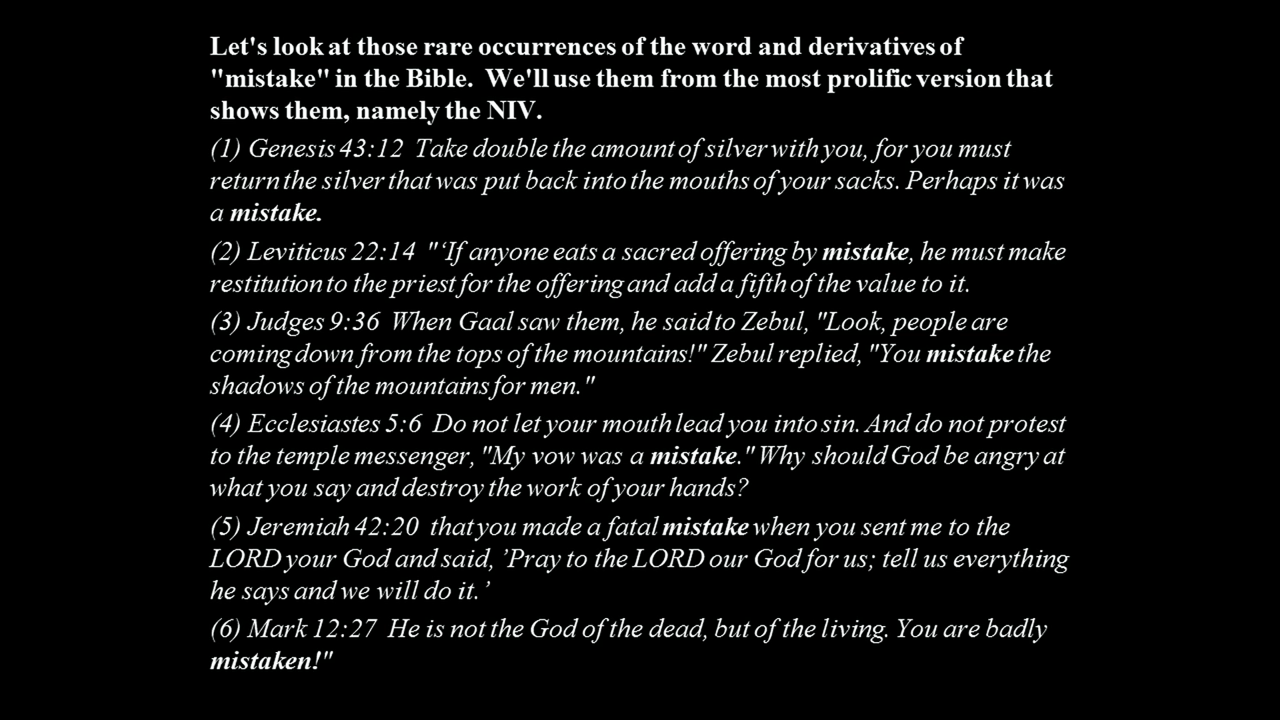 Let's look at those rare occurrences of the word and derivatives of
"mistake" in the Bible.  We'll use them from the most prolific version that
shows them, namely the NIV.
(1) Genesis 43:12  Take double the amount of silver with you, for you must
return the silver that was put back into the mouths of your sacks. Perhaps it was
a mistake.
(2) Leviticus 22:14  "‘If anyone eats a sacred offering by mistake, he must make
restitution to the priest for the offering and add a fifth of the value to it.
(3) Judges 9:36  When Gaal saw them, he said to Zebul, "Look, people are
coming down from the tops of the mountains!" Zebul replied, "You mistake the
shadows of the mountains for men."
(4) Ecclesiastes 5:6  Do not let your mouth lead you into sin. And do not protest
to the temple messenger, "My vow was a mistake." Why should God be angry at
what you say and destroy the work of your hands?
(5) Jeremiah 42:20  that you made a fatal mistake when you sent me to the
LORD your God and said, ’Pray to the LORD our God for us; tell us everything
he says and we will do it.’
(6) Mark 12:27  He is not the God of the dead, but of the living. You are badly
mistaken!"